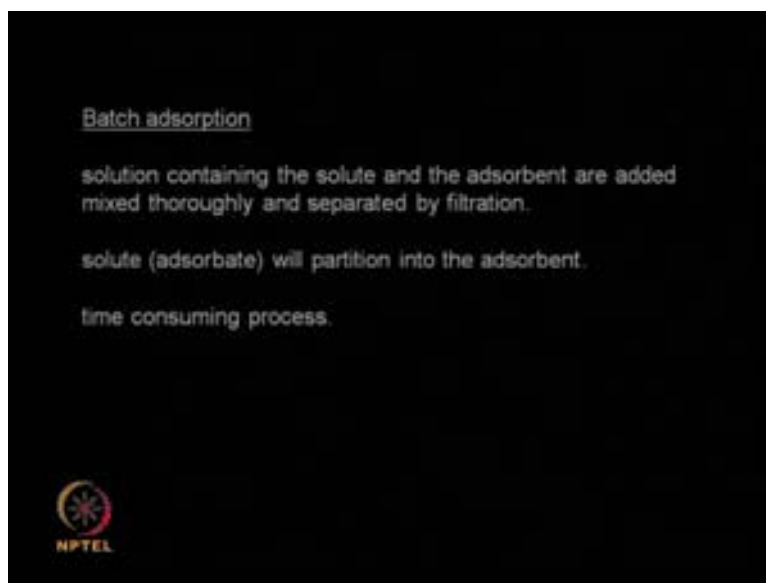 Batch adsorption
solution containing the solute and the adsorbent are added
mixed thoroughly and separated by filtration.
solute (adsorbate) will partition into the adsorbent.
time consuming process.
NPTEL